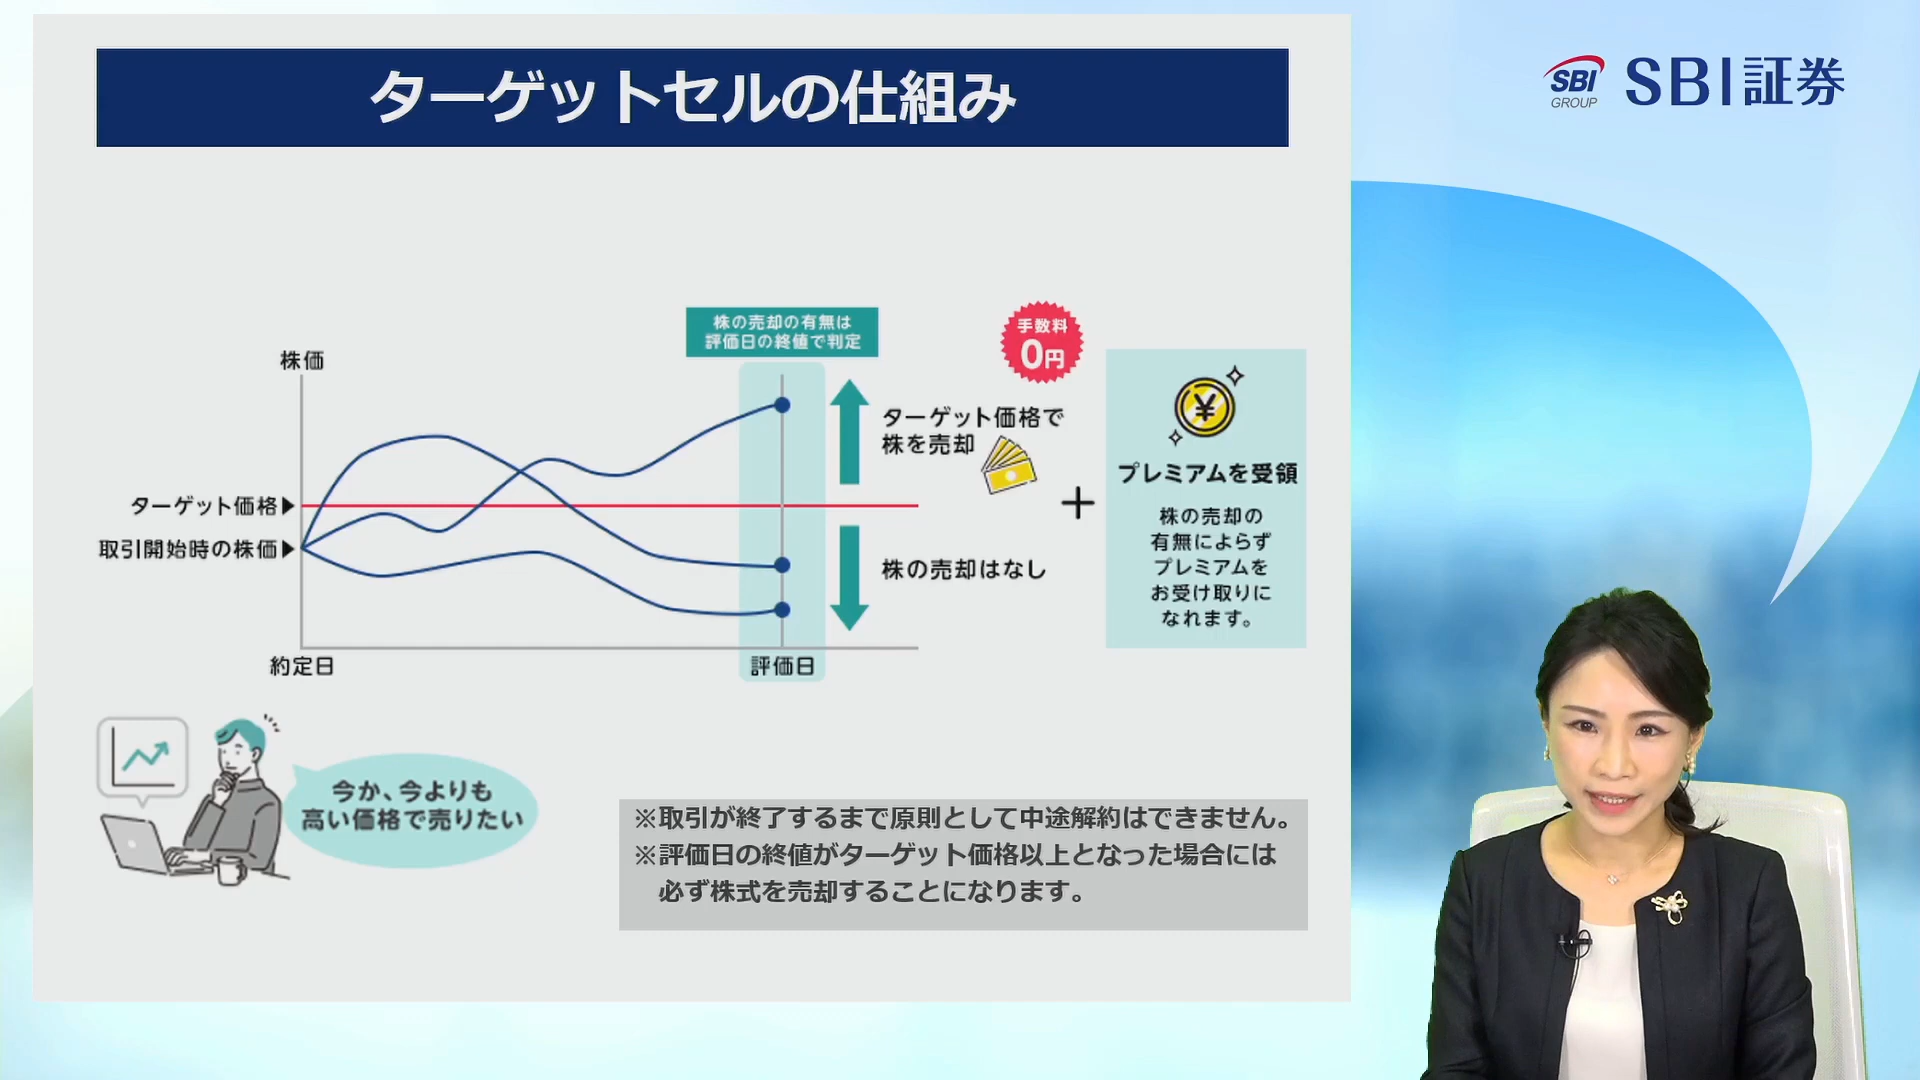 ターゲットセルの仕組み
SBI
GROUP
SBI証券
株の売却の有無は
評価日の終値で判定
手数料
0円
株価
ターゲット価格で
株を売却
¥
プレミアムを受領
株の売却の
有無によらず
プレミアムを
お受け取りに
なれます。
+
ターゲット価格▶
取引開始時の株価▶
株の売却はなし
約定日
評価日
今か、今よりも
高い価格で売りたい
※取引が終了するまで原則として中途解約はできません。
※評価日の終値がターゲット価格以上となった場合には
必ず株式を売却することになります。